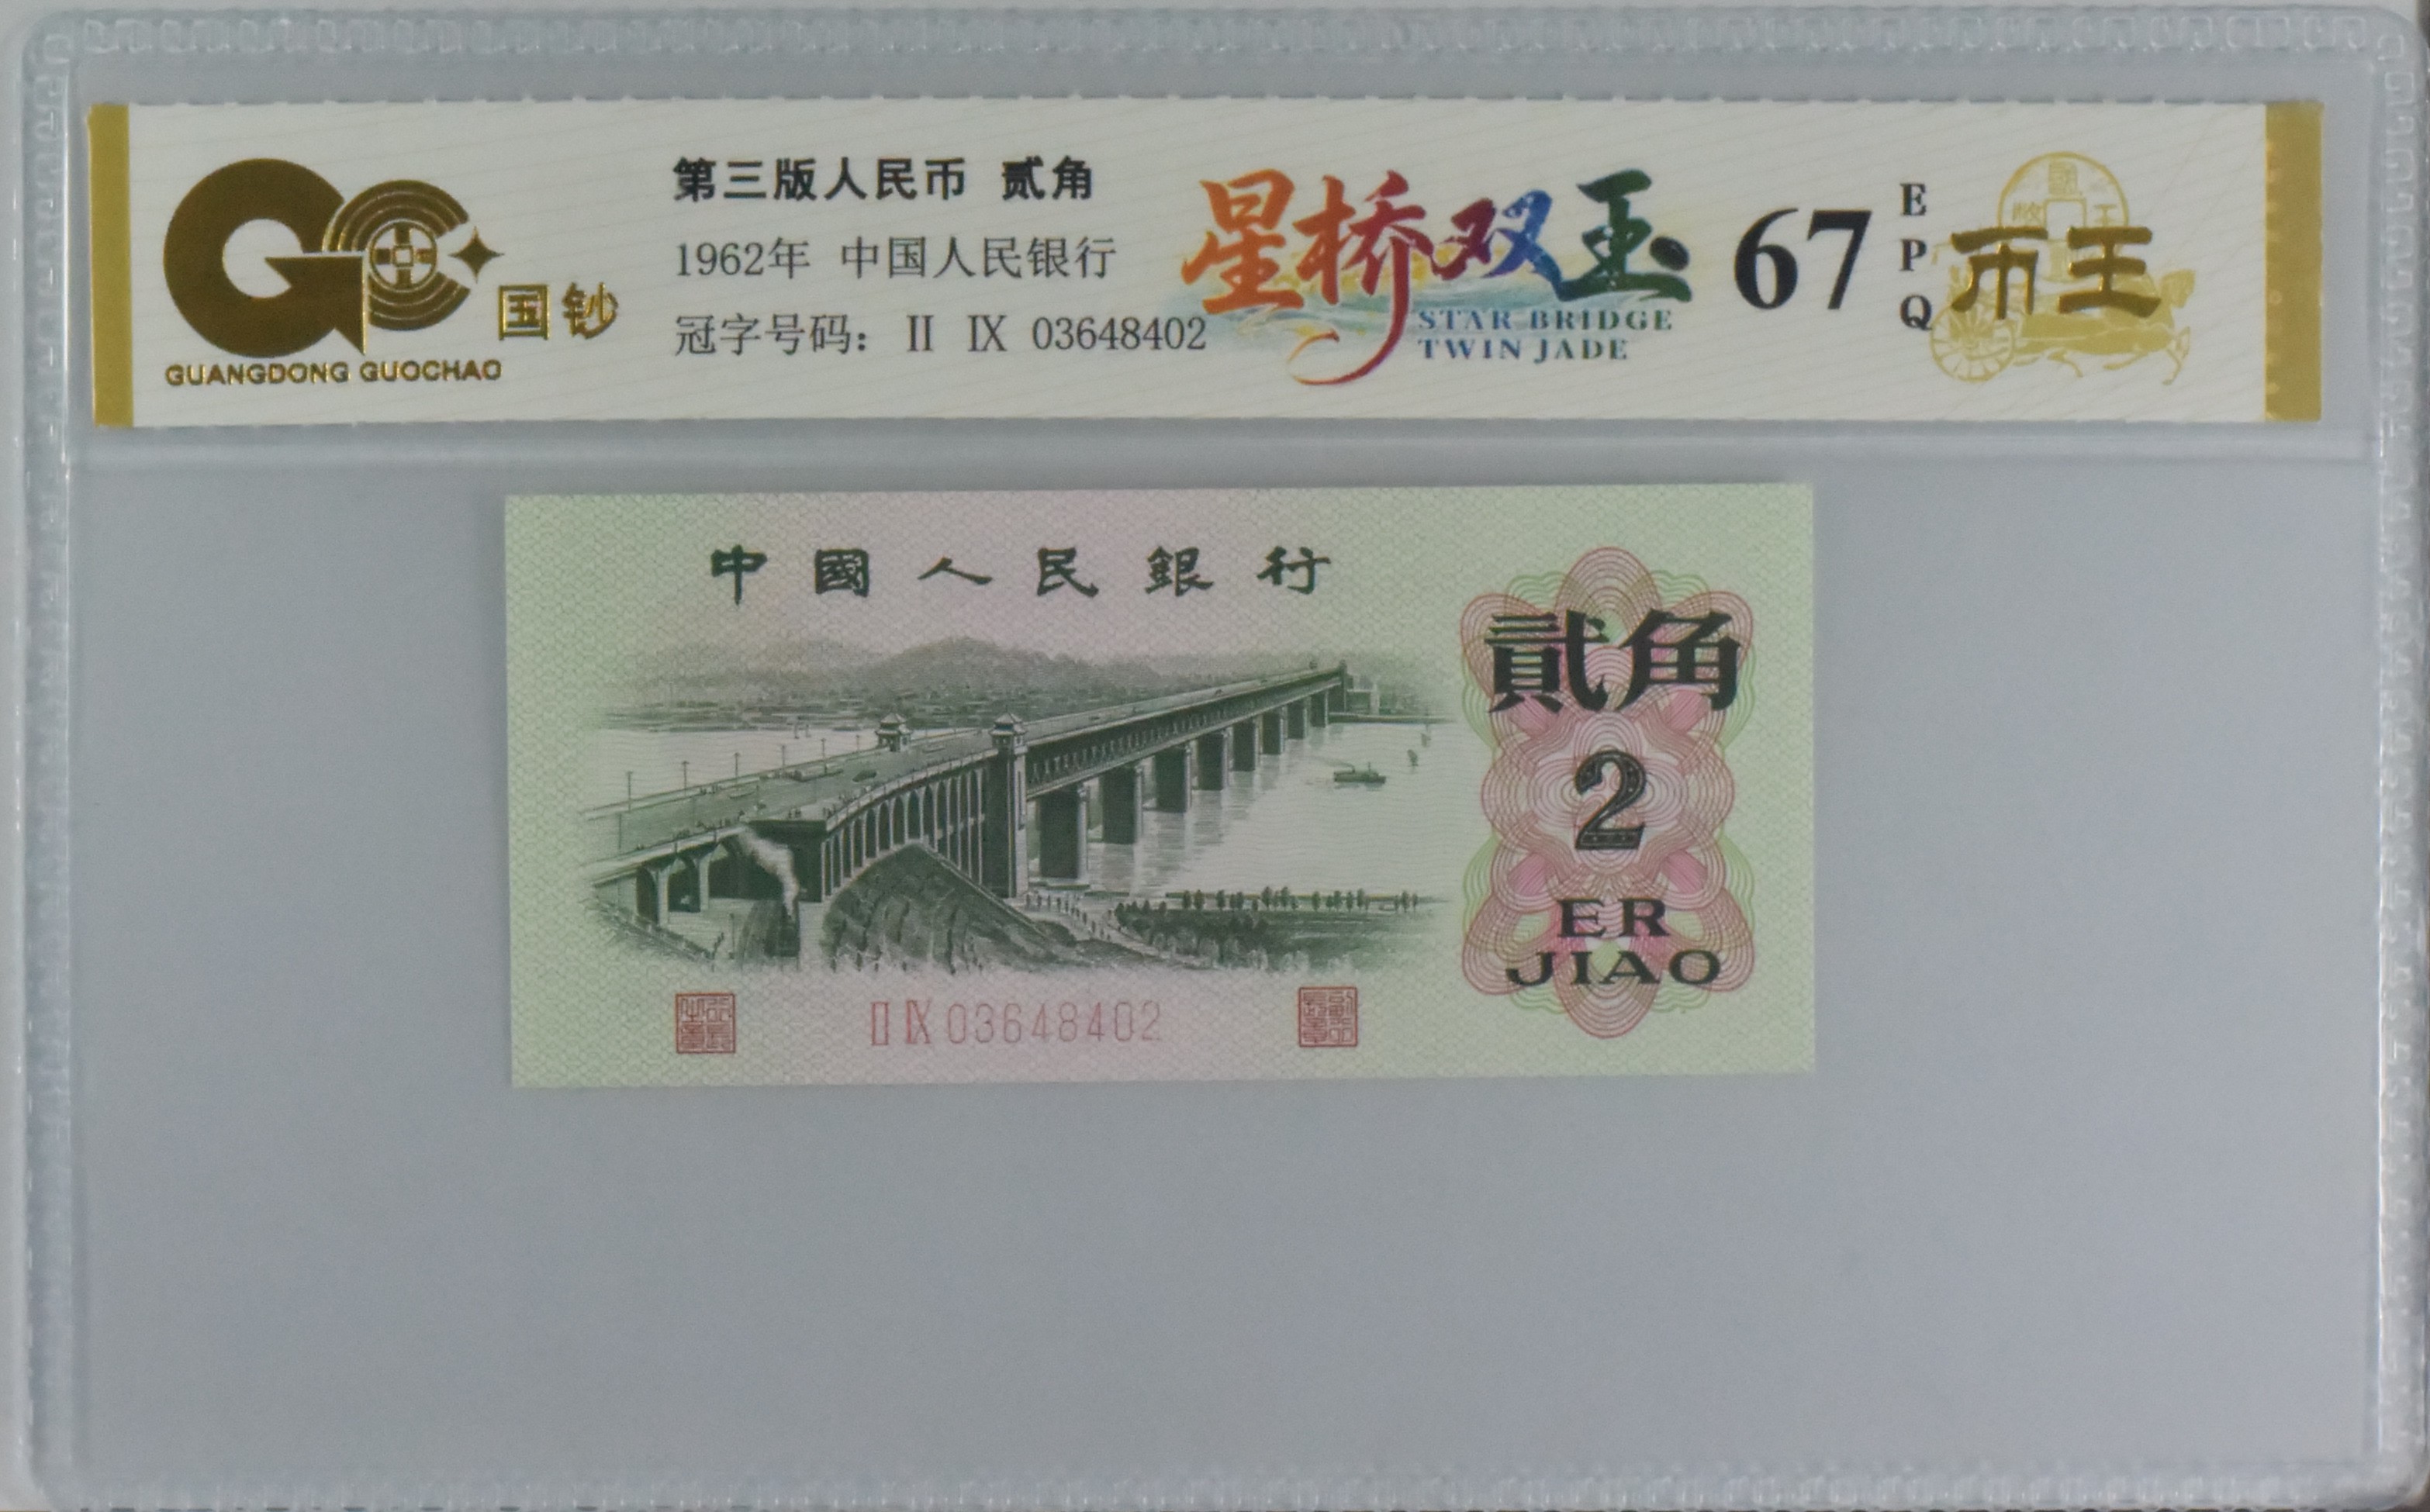 国钞
GUANGDONG GUOCHAO
第三版人民币 贰角
1962年 中国人民银行
冠字号码： II IX 03648402
星桥双玉
STAR BRIDGE
TWIN JADE
67
E
P
Q
币王
中國人民銀行
貳角
2
ER
JIAO
II IX 03648402